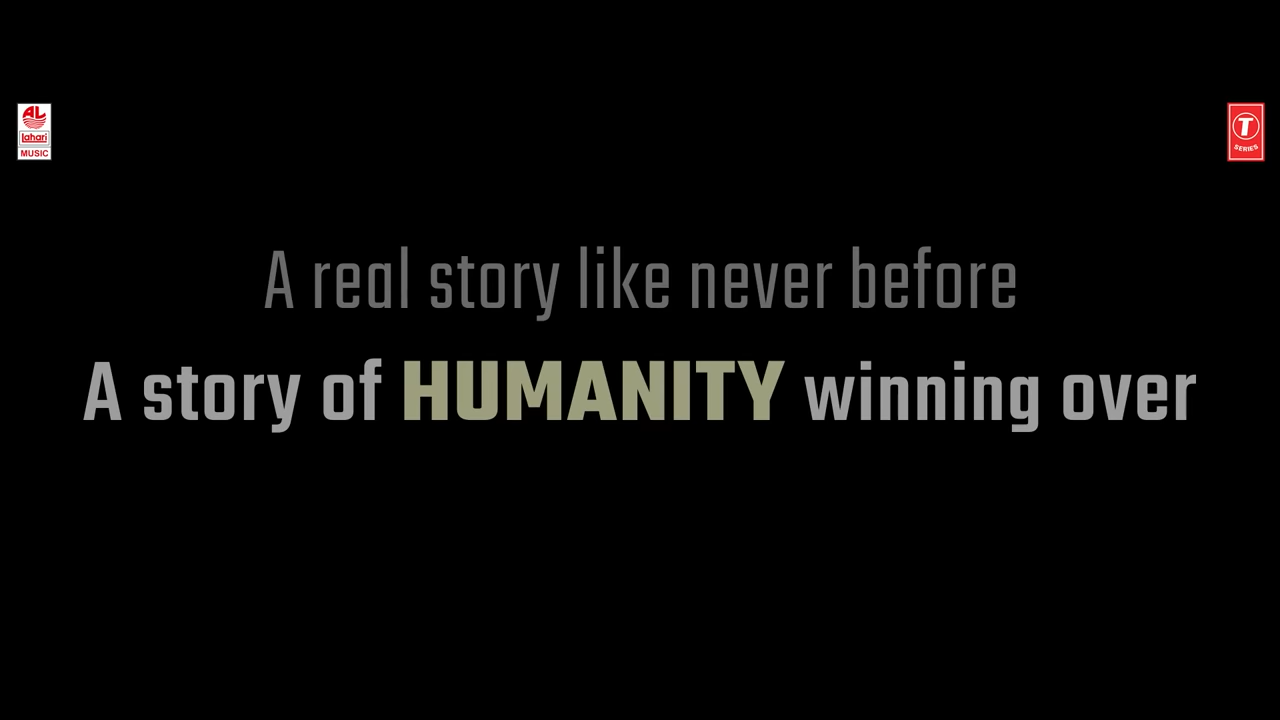 AL
lahari
MUSIC
T
SERIES
A real story like never before
A story of HUMANITY winning over